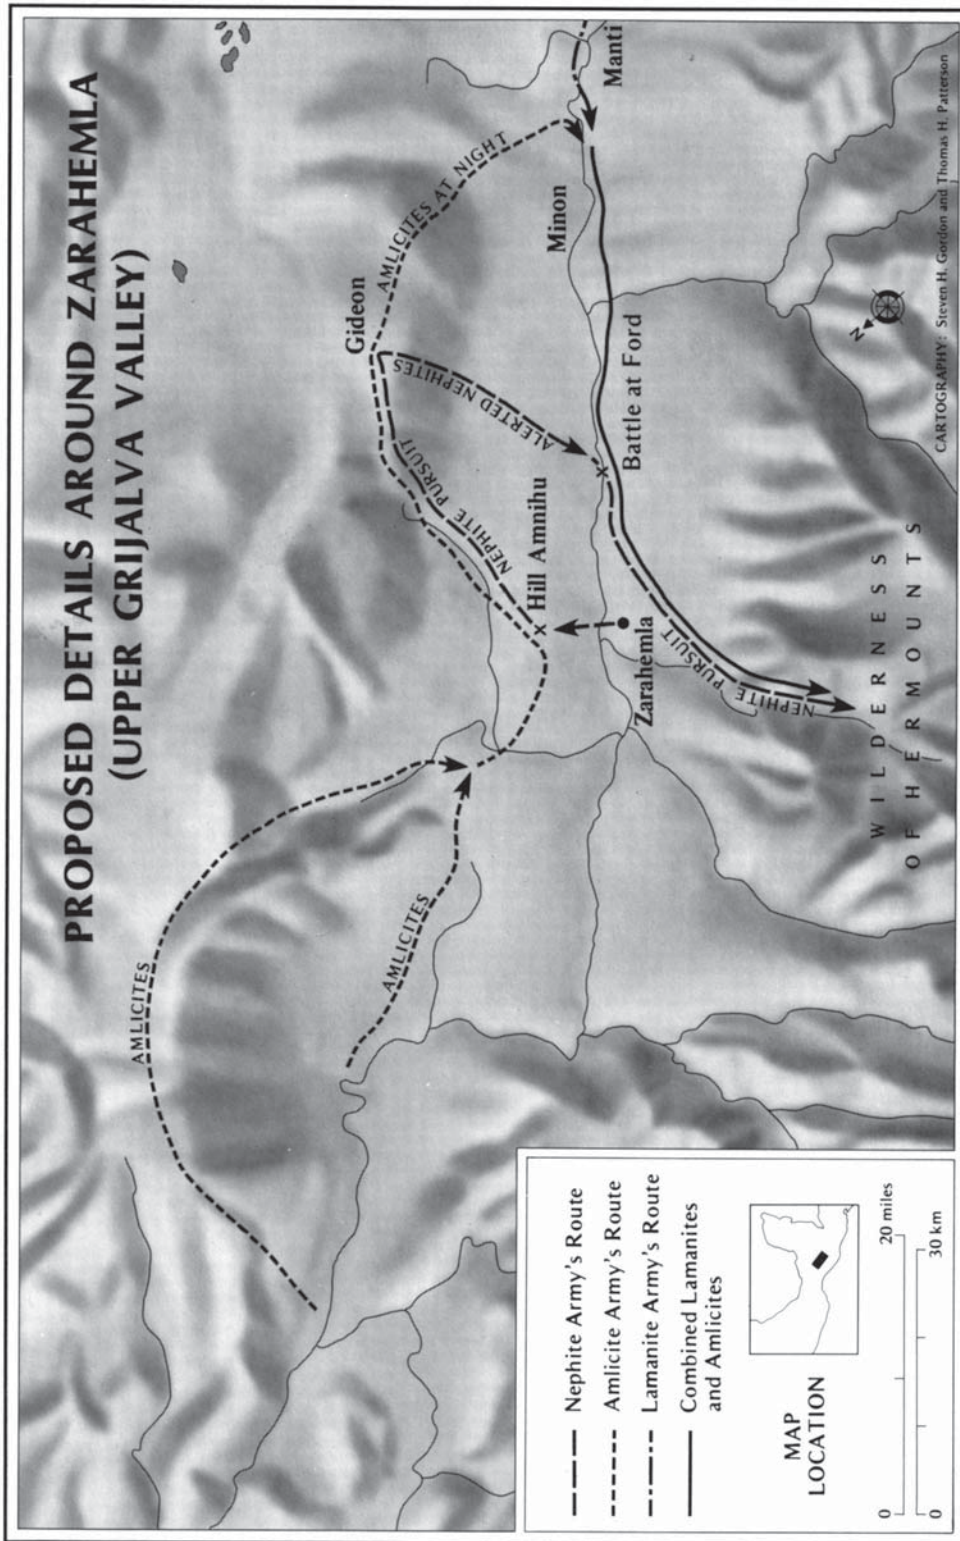 PROPOSED DETAILS AROUND ZARAHEMLA
(UPPER GRIJALVA VALLEY)
AMLICITES
AMLICITES
AMLICITES AT NIGHT
Gideon
NEPHITE PURSUIT
ALERTED NEPHITES
Hill Amnihu
Minon
Manti
Battle at Ford
Zarahemla
NEPHITE PURSUIT
WILDERNESS
OF HERMOUNTS
N
Nephite Army's Route
Amlicite Army's Route
Lamanite Army's Route
Combined Lamanites
and Amlicites
MAP
LOCATION
0 20 miles
0 30 km
CARTOGRAPHY: Steven H. Gordon and Thomas H. Patterson